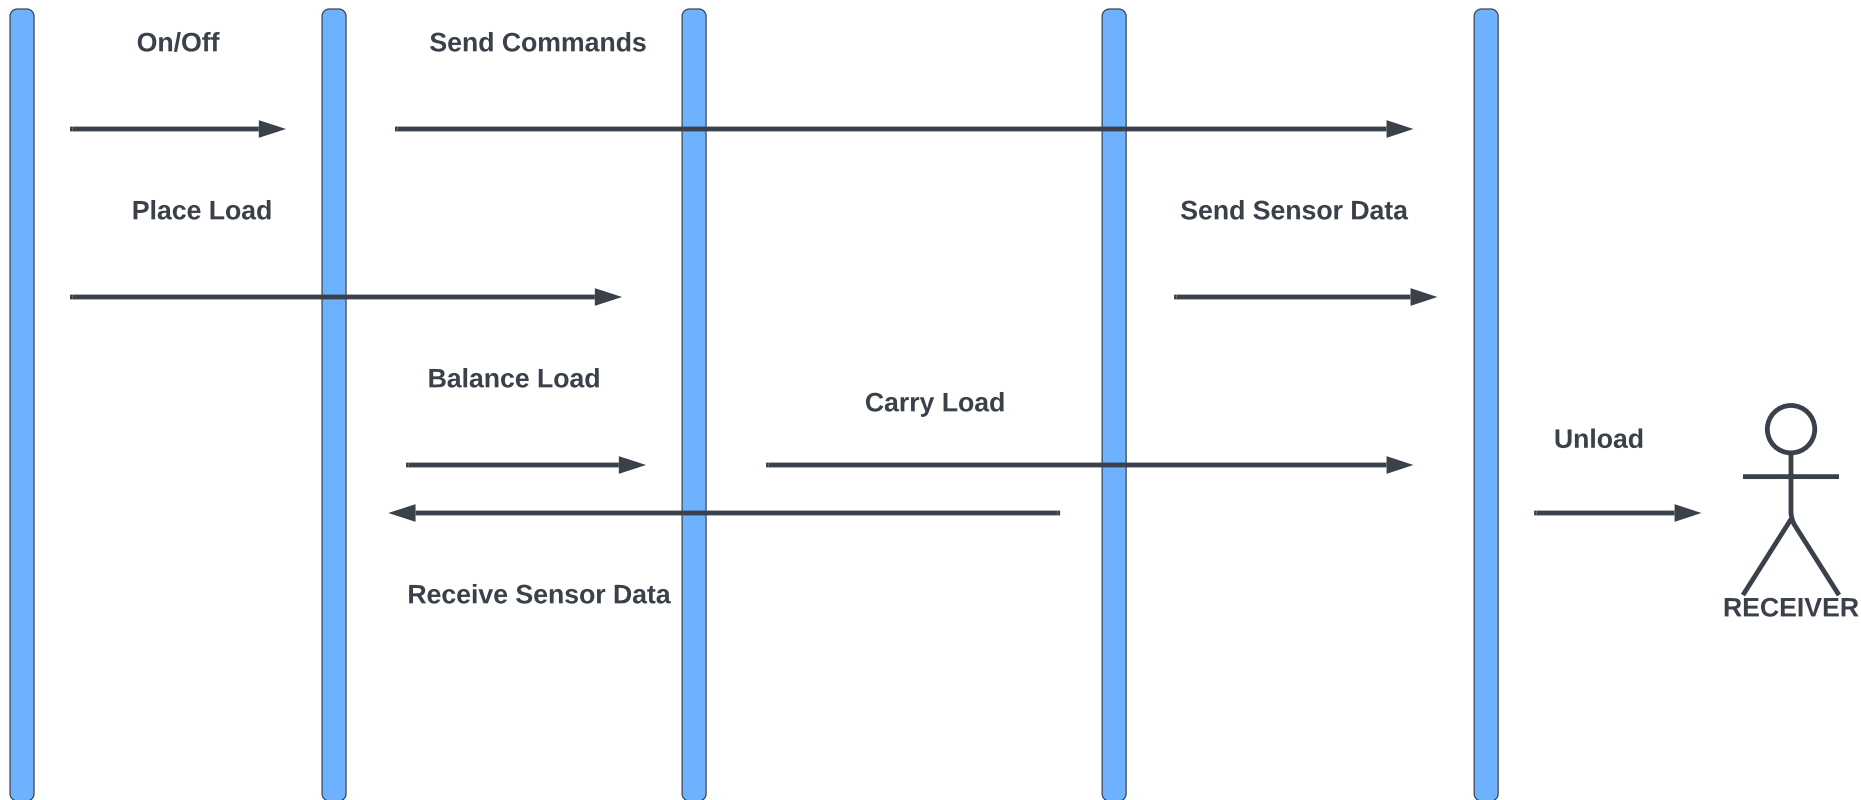 On/Off
Send Commands
Place Load
Send Sensor Data
Balance Load
Carry Load
Unload
Receive Sensor Data
RECEIVER